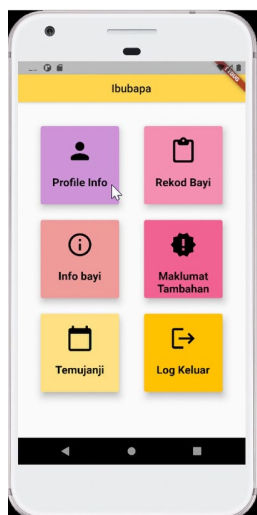 Ibubapa
Profile Info
Rekod Bayi
Info bayi
Maklumat
Tambahan
Temujanji
Log Keluar